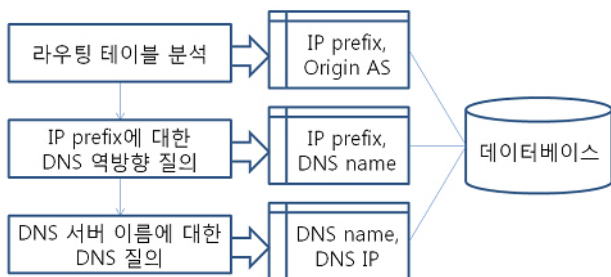 라우팅 테이블 분석
IP prefix,
Origin AS
IP prefix에 대한
DNS 역방향 질의
IP prefix,
DNS name
데이터베이스
DNS 서버 이름에 대한
DNS 질의
DNS name,
DNS IP